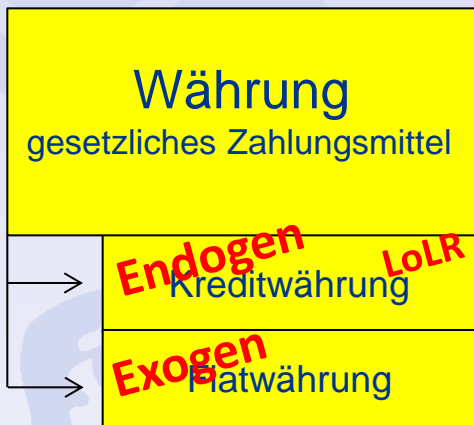 Währung
gesetzliches Zahlungsmittel
Endogen
LoLR
Kreditwährung
Exogen
Fiatwährung